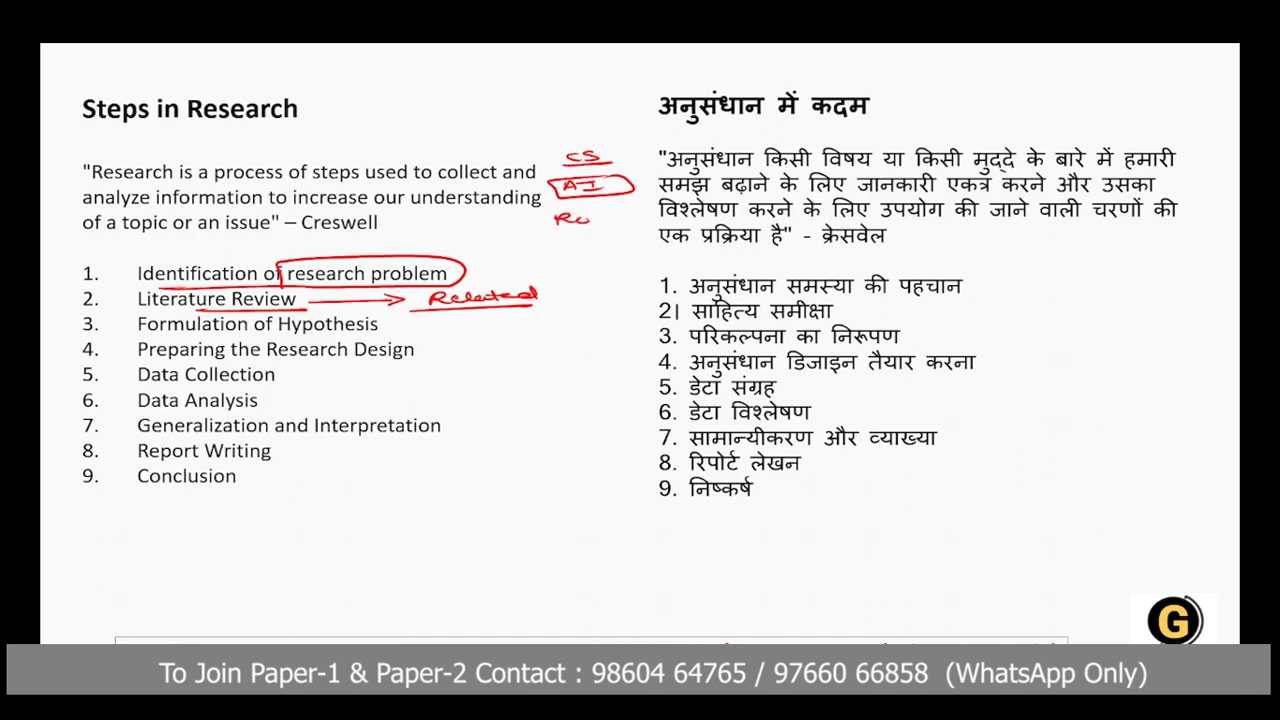 Steps in Research
"Research is a process of steps used to collect and
analyze information to increase our understanding
of a topic or an issue" – Creswell
CS
AI
1. Identification of research problem
2. Literature Review
Related
3. Formulation of Hypothesis
4. Preparing the Research Design
5. Data Collection
6. Data Analysis
7. Generalization and Interpretation
8. Report Writing
9. Conclusion
अनुसंधान में कदम
"अनुसंधान किसी विषय या किसी मुद्दे के बारे में हमारी
समझ बढ़ाने के लिए जानकारी एकत्र करने और उसका
विश्लेषण करने के लिए उपयोग की जाने वाली चरणों की
एक प्रक्रिया है" - क्रेसवेल
1. अनुसंधान समस्या की पहचान
2। साहित्य समीक्षा
3. परिकल्पना का निरूपण
4. अनुसंधान डिजाइन तैयार करना
5. डेटा संग्रह
6. डेटा विश्लेषण
7. सामान्यीकरण और व्याख्या
8. रिपोर्ट लेखन
9. निष्कर्ष
G
To Join Paper-1 & Paper-2 Contact : 98604 64765 / 97660 66858 (WhatsApp Only)